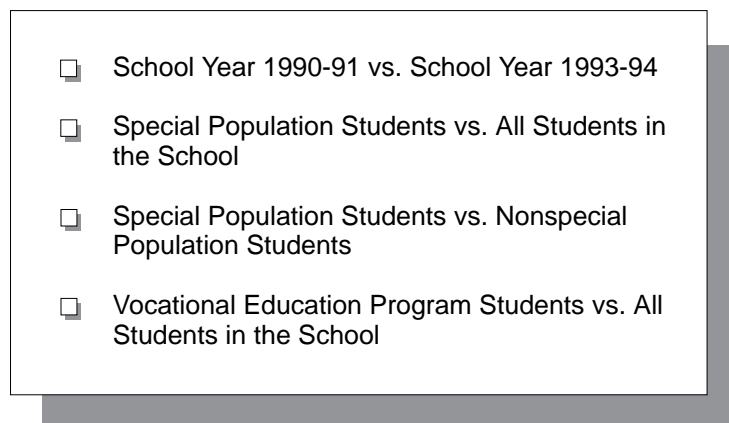 School Year 1990-91 vs. School Year 1993-94
Special Population Students vs. All Students in
the School
Special Population Students vs. Nonspecial
Population Students
Vocational Education Program Students vs. All
Students in the School